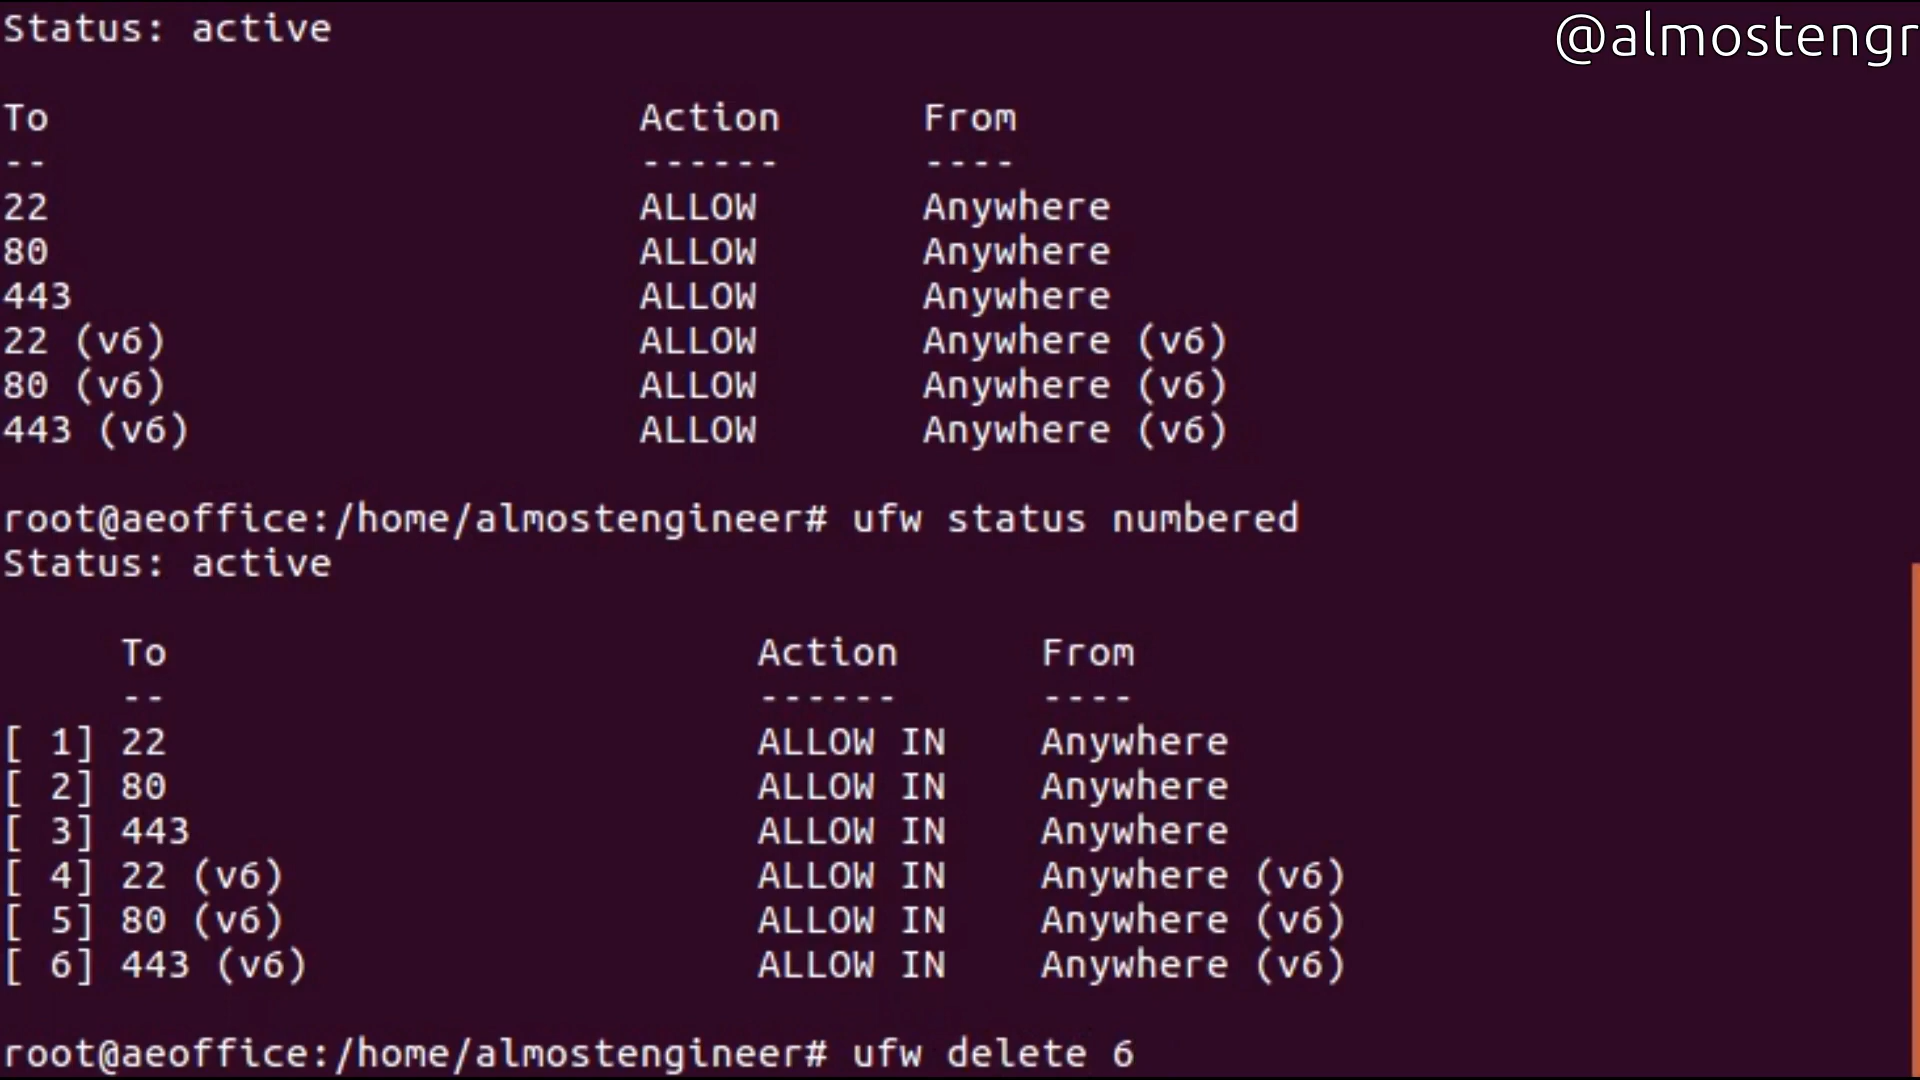 Status: active
@almostengr
To                         Action      From
--                         ------      ----
22                         ALLOW       Anywhere
80                         ALLOW       Anywhere
443                        ALLOW       Anywhere
22 (v6)                    ALLOW       Anywhere (v6)
80 (v6)                    ALLOW       Anywhere (v6)
443 (v6)                   ALLOW       Anywhere (v6)
root@aeoffice:/home/almostengineer# ufw status numbered
Status: active
     To                         Action      From
     --                         ------      ----
[ 1] 22                         ALLOW IN    Anywhere
[ 2] 80                         ALLOW IN    Anywhere
[ 3] 443                        ALLOW IN    Anywhere
[ 4] 22 (v6)                    ALLOW IN    Anywhere (v6)
[ 5] 80 (v6)                    ALLOW IN    Anywhere (v6)
[ 6] 443 (v6)                   ALLOW IN    Anywhere (v6)
root@aeoffice:/home/almostengineer# ufw delete 6